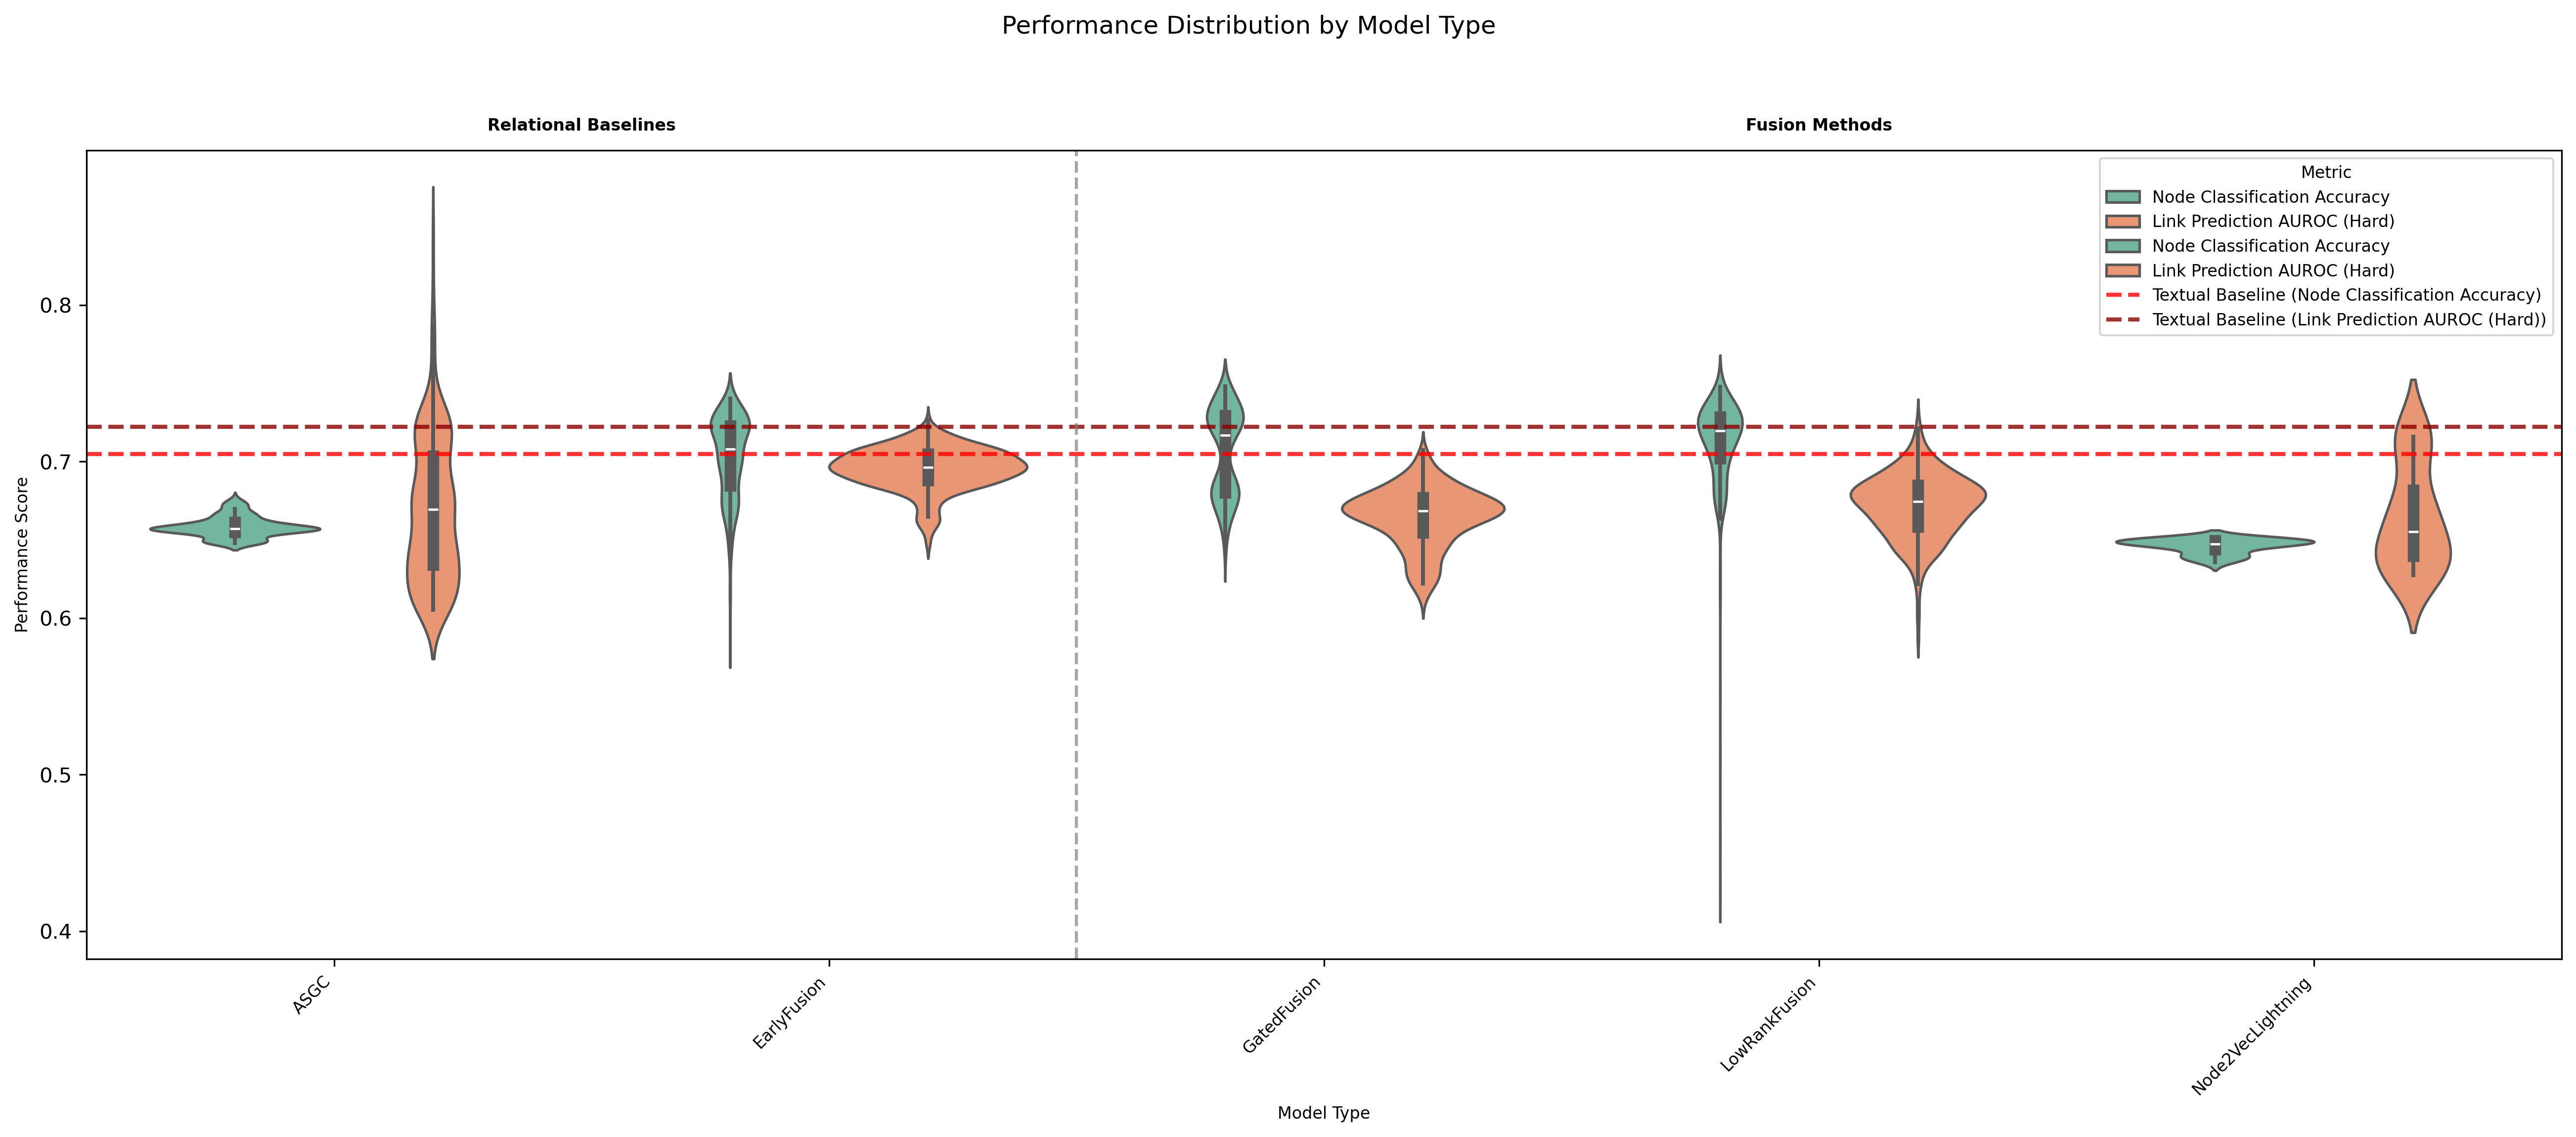 Performance Distribution by Model Type
Relational Baselines
Fusion Methods
Metric
Node Classification Accuracy
Link Prediction AUROC (Hard)
Node Classification Accuracy
Link Prediction AUROC (Hard)
Textual Baseline (Node Classification Accuracy)
Textual Baseline (Link Prediction AUROC (Hard))
Performance Score
0.8
0.7
0.6
0.5
0.4
ASGC
EarlyFusion
GatedFusion
LowRankFusion
Node2VecLightning
Model Type